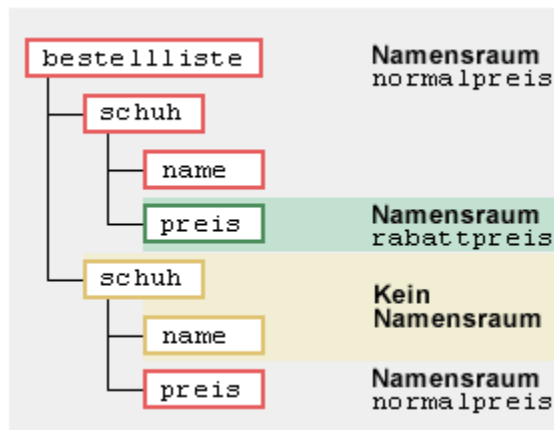 bestellliste
Namensraum
normalpreis
schuh
name
preis
Namensraum
rabattpreis
schuh
Kein
Namensraum
name
preis
Namensraum
normalpreis